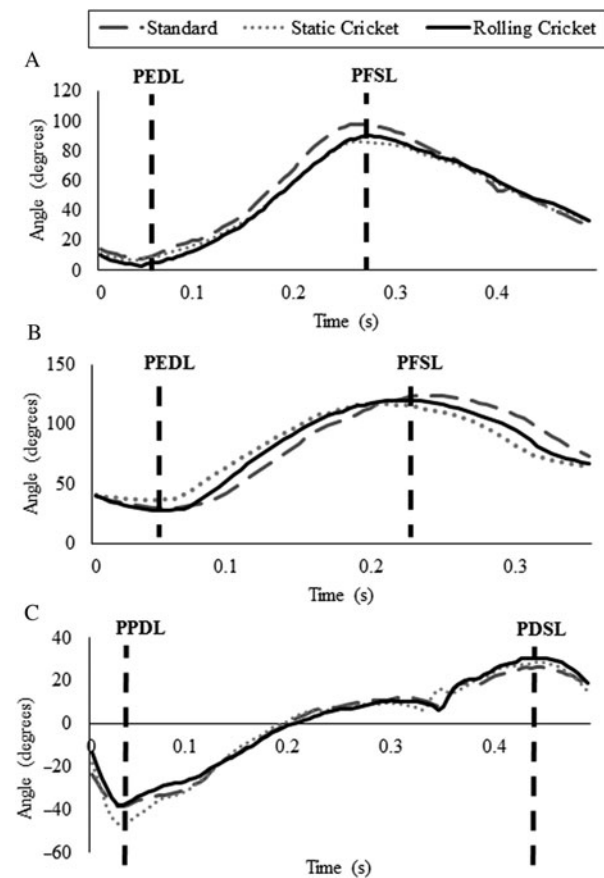 Standard Static Cricket Rolling Cricket
A
PEDL PFSL
120
100
80
60
40
20
0
Angle (degrees)
0 0.1 0.2 0.3 0.4
Time (s)
B
PEDL PFSL
150
100
50
0
Angle (degrees)
0 0.1 0.2 0.3
Time (s)
C
PPDL PDSL
40
20
0
−20
−40
−60
Angle (degrees)
0 0.1 0.2 0.3 0.4
Time (s)